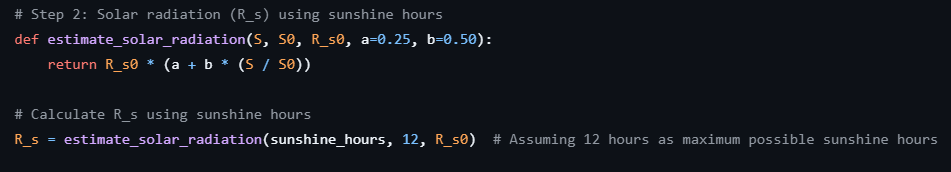 # Step 2: Solar radiation (R_s) using sunshine hours
def estimate_solar_radiation(S, S0, R_s0, a=0.25, b=0.50):
    return R_s0 * (a + b * (S / S0))

# Calculate R_s using sunshine hours
R_s = estimate_solar_radiation(sunshine_hours, 12, R_s0)  # Assuming 12 hours as maximum possible sunshine hours